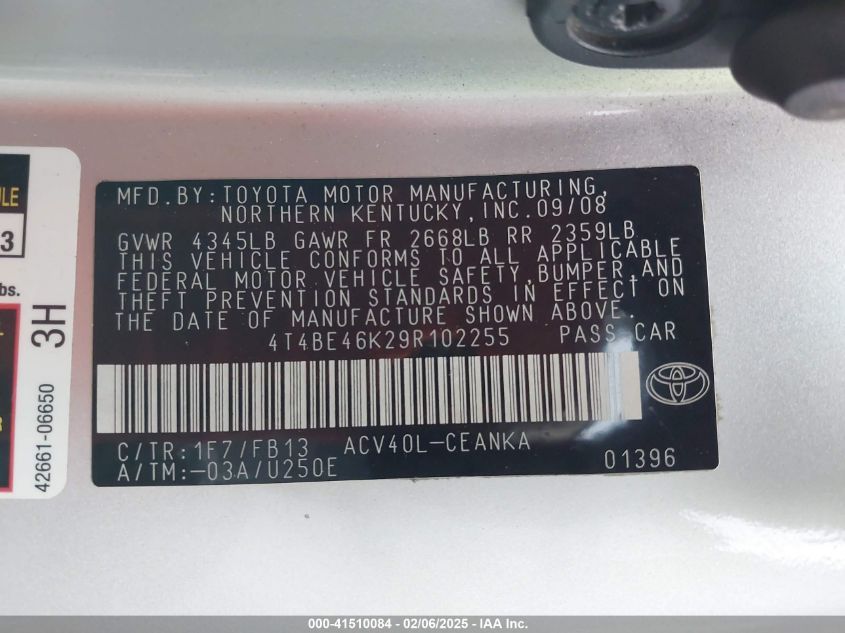 ULE
3
bs.
3H
42661-06650
R
MFD.BY:TOYOTA MOTOR MANUFACTURING,
NORTHERN KENTUCKY,INC.09/08
GVWR 4345LB GAWR FR 2668LB RR 2359LB
THIS VEHICLE CONFORMS TO ALL APPLICABLE
FEDERAL MOTOR VEHICLE SAFETY,BUMPER,AND
THEFT PREVENTION STANDARDS IN EFFECT ON
THE DATE OF MANUFACTURE SHOWN ABOVE.
4T4BE46K29R102255 PASS CAR
C/TR:1F7/FB13 ACV40L-CEANKA
A/TM:-03A/U250E 01396
000-41510084 - 02/06/2025 - IAA Inc.